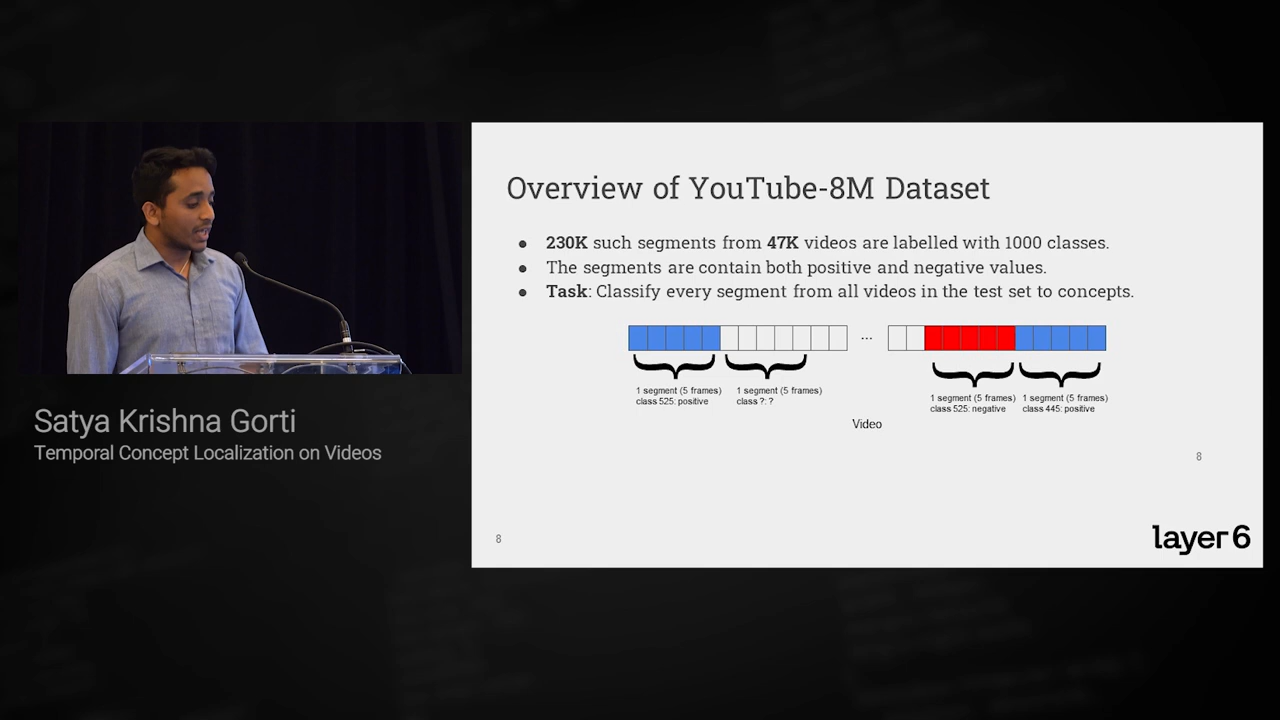 Overview of YouTube-8M Dataset
● 230K such segments from 47K videos are labelled with 1000 classes.
● The segments are contain both positive and negative values.
● Task: Classify every segment from all videos in the test set to concepts.
...
1 segment (5 frames)
class 525: positive
1 segment (5 frames)
class ?: ?
1 segment (5 frames)
class 525: negative
1 segment (5 frames)
class 445: positive
Video
8
8
layer6
Satya Krishna Gorti
Temporal Concept Localization on Videos